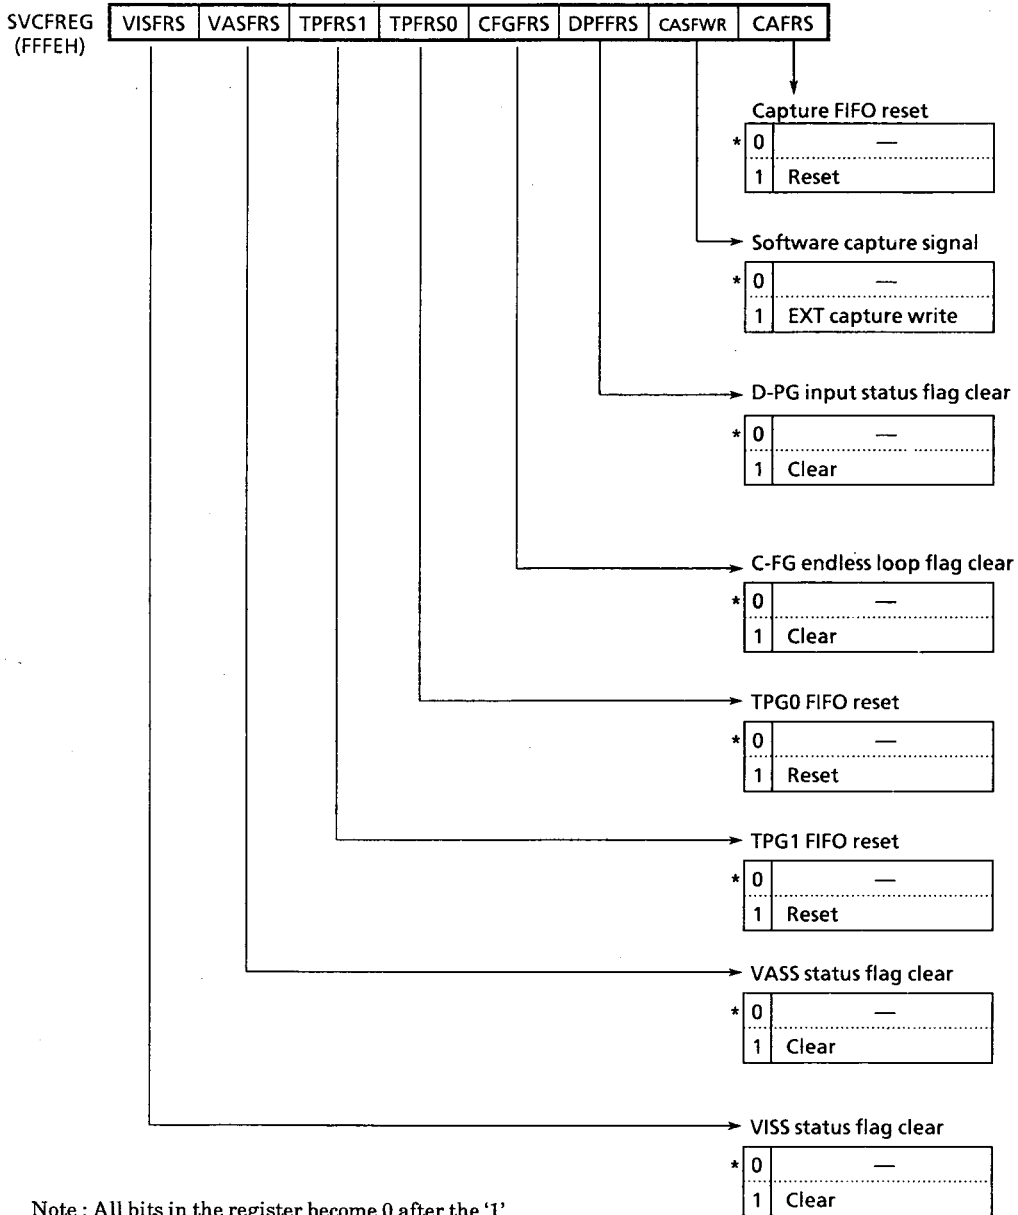 SVCFREG
(FFFEH)
VISFRS VASFRS TPFRS1 TPFRS0 CFGFRS DPFFRS CASFWR CAFRS
Capture FIFO reset
* 0 —
1 Reset
Software capture signal
* 0 —
1 EXT capture write
D-PG input status flag clear
* 0 —
1 Clear
C-FG endless loop flag clear
* 0 —
1 Clear
TPG0 FIFO reset
* 0 —
1 Reset
TPG1 FIFO reset
* 0 —
1 Reset
VASS status flag clear
* 0 —
1 Clear
VISS status flag clear
* 0 —
1 Clear
Note : All bits in the register become 0 after the ‘1’